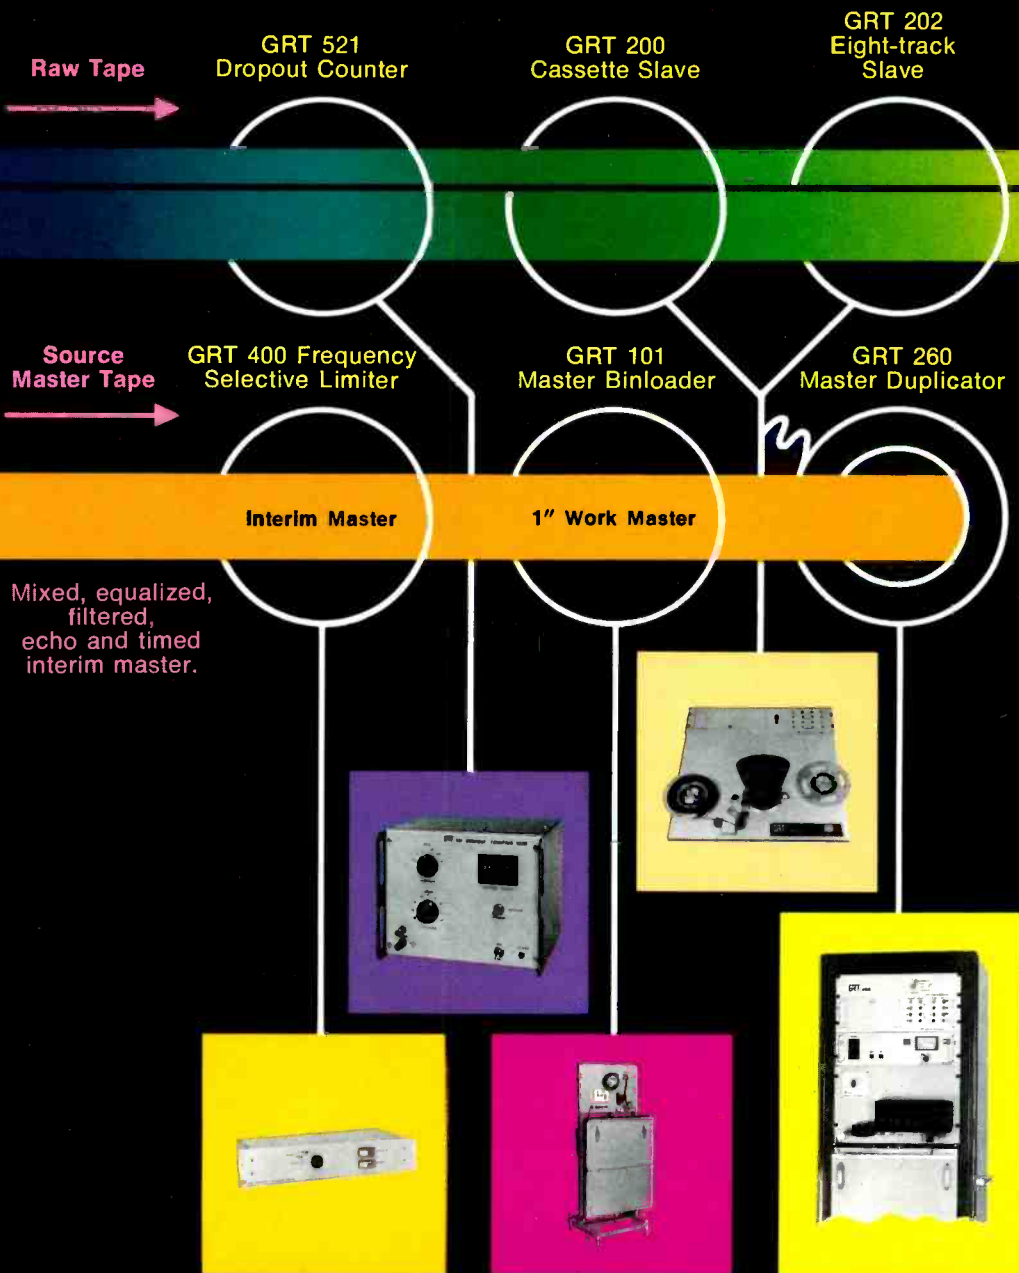 Raw Tape
GRT 521
Dropout Counter
GRT 200
Cassette Slave
GRT 202
Eight-track
Slave
Source
Master Tape
GRT 400 Frequency
Selective Limiter
GRT 101
Master Binloader
GRT 260
Master Duplicator
Interim Master
1" Work Master
Mixed, equalized,
filtered,
echo and timed
interim master.
GRT